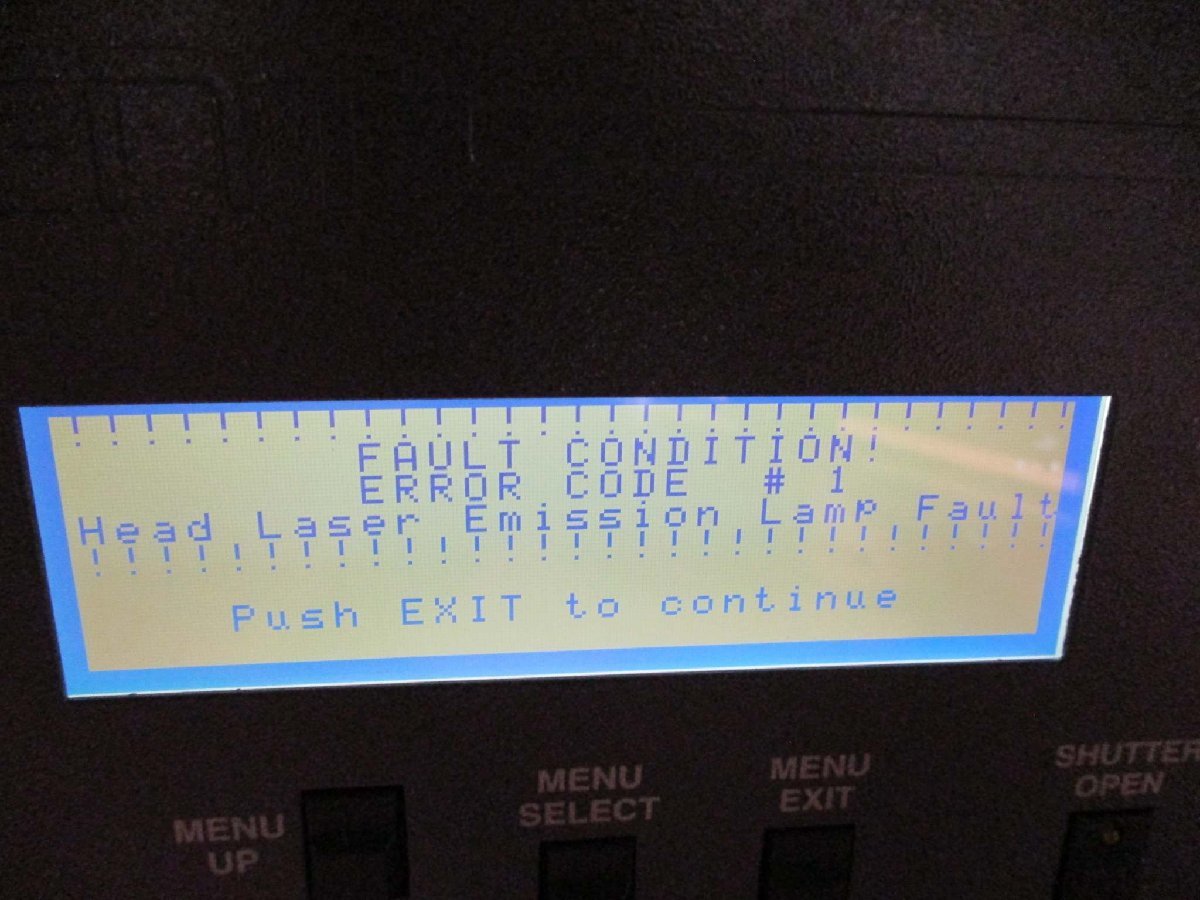 ! ! ! ! ! ! ! ! ! ! ! ! ! ! ! ! ! ! ! ! ! ! ! ! ! ! ! !
FAULT CONDITION!
ERROR CODE # 1
Head Laser Emission Lamp Fault
! ! ! ! ! ! ! ! ! ! ! ! ! ! ! ! ! ! ! ! ! ! ! ! ! ! ! !
Push EXIT to continue
MENU
UP
MENU
SELECT
MENU
EXIT
SHUTTER
OPEN